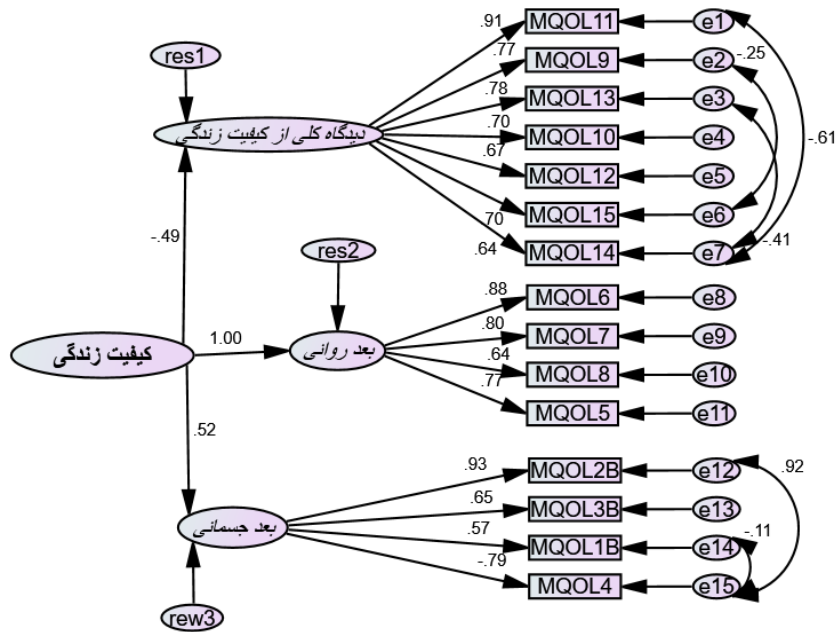 res1
دیدگاه کلی از کیفیت زندگی
-.49
.91
MQOL11
e1
.77
MQOL9
e2
-.25
.78
MQOL13
e3
.70
MQOL10
e4
-.61
.67
MQOL12
e5
.70
MQOL15
e6
.64
MQOL14
e7
-.41
res2
کیفیت زندگی
1.00
بعد روانی
.88
MQOL6
e8
.80
MQOL7
e9
.64
MQOL8
e10
.77
MQOL5
e11
.52
بعد جسمانی
rew3
.93
MQOL2B
e12
.92
.65
MQOL3B
e13
.57
MQOL1B
e14
-.11
-.79
MQOL4
e15